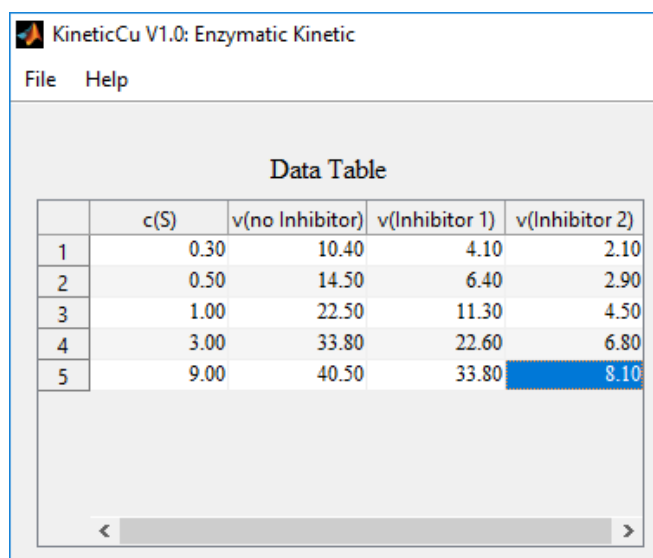 KineticCu V1.0: Enzymatic Kinetic
File Help
Data Table
c(S) v(no Inhibitor) v(Inhibitor 1) v(Inhibitor 2)
1 0.30 10.40 4.10 2.10
2 0.50 14.50 6.40 2.90
3 1.00 22.50 11.30 4.50
4 3.00 33.80 22.60 6.80
5 9.00 40.50 33.80 8.10